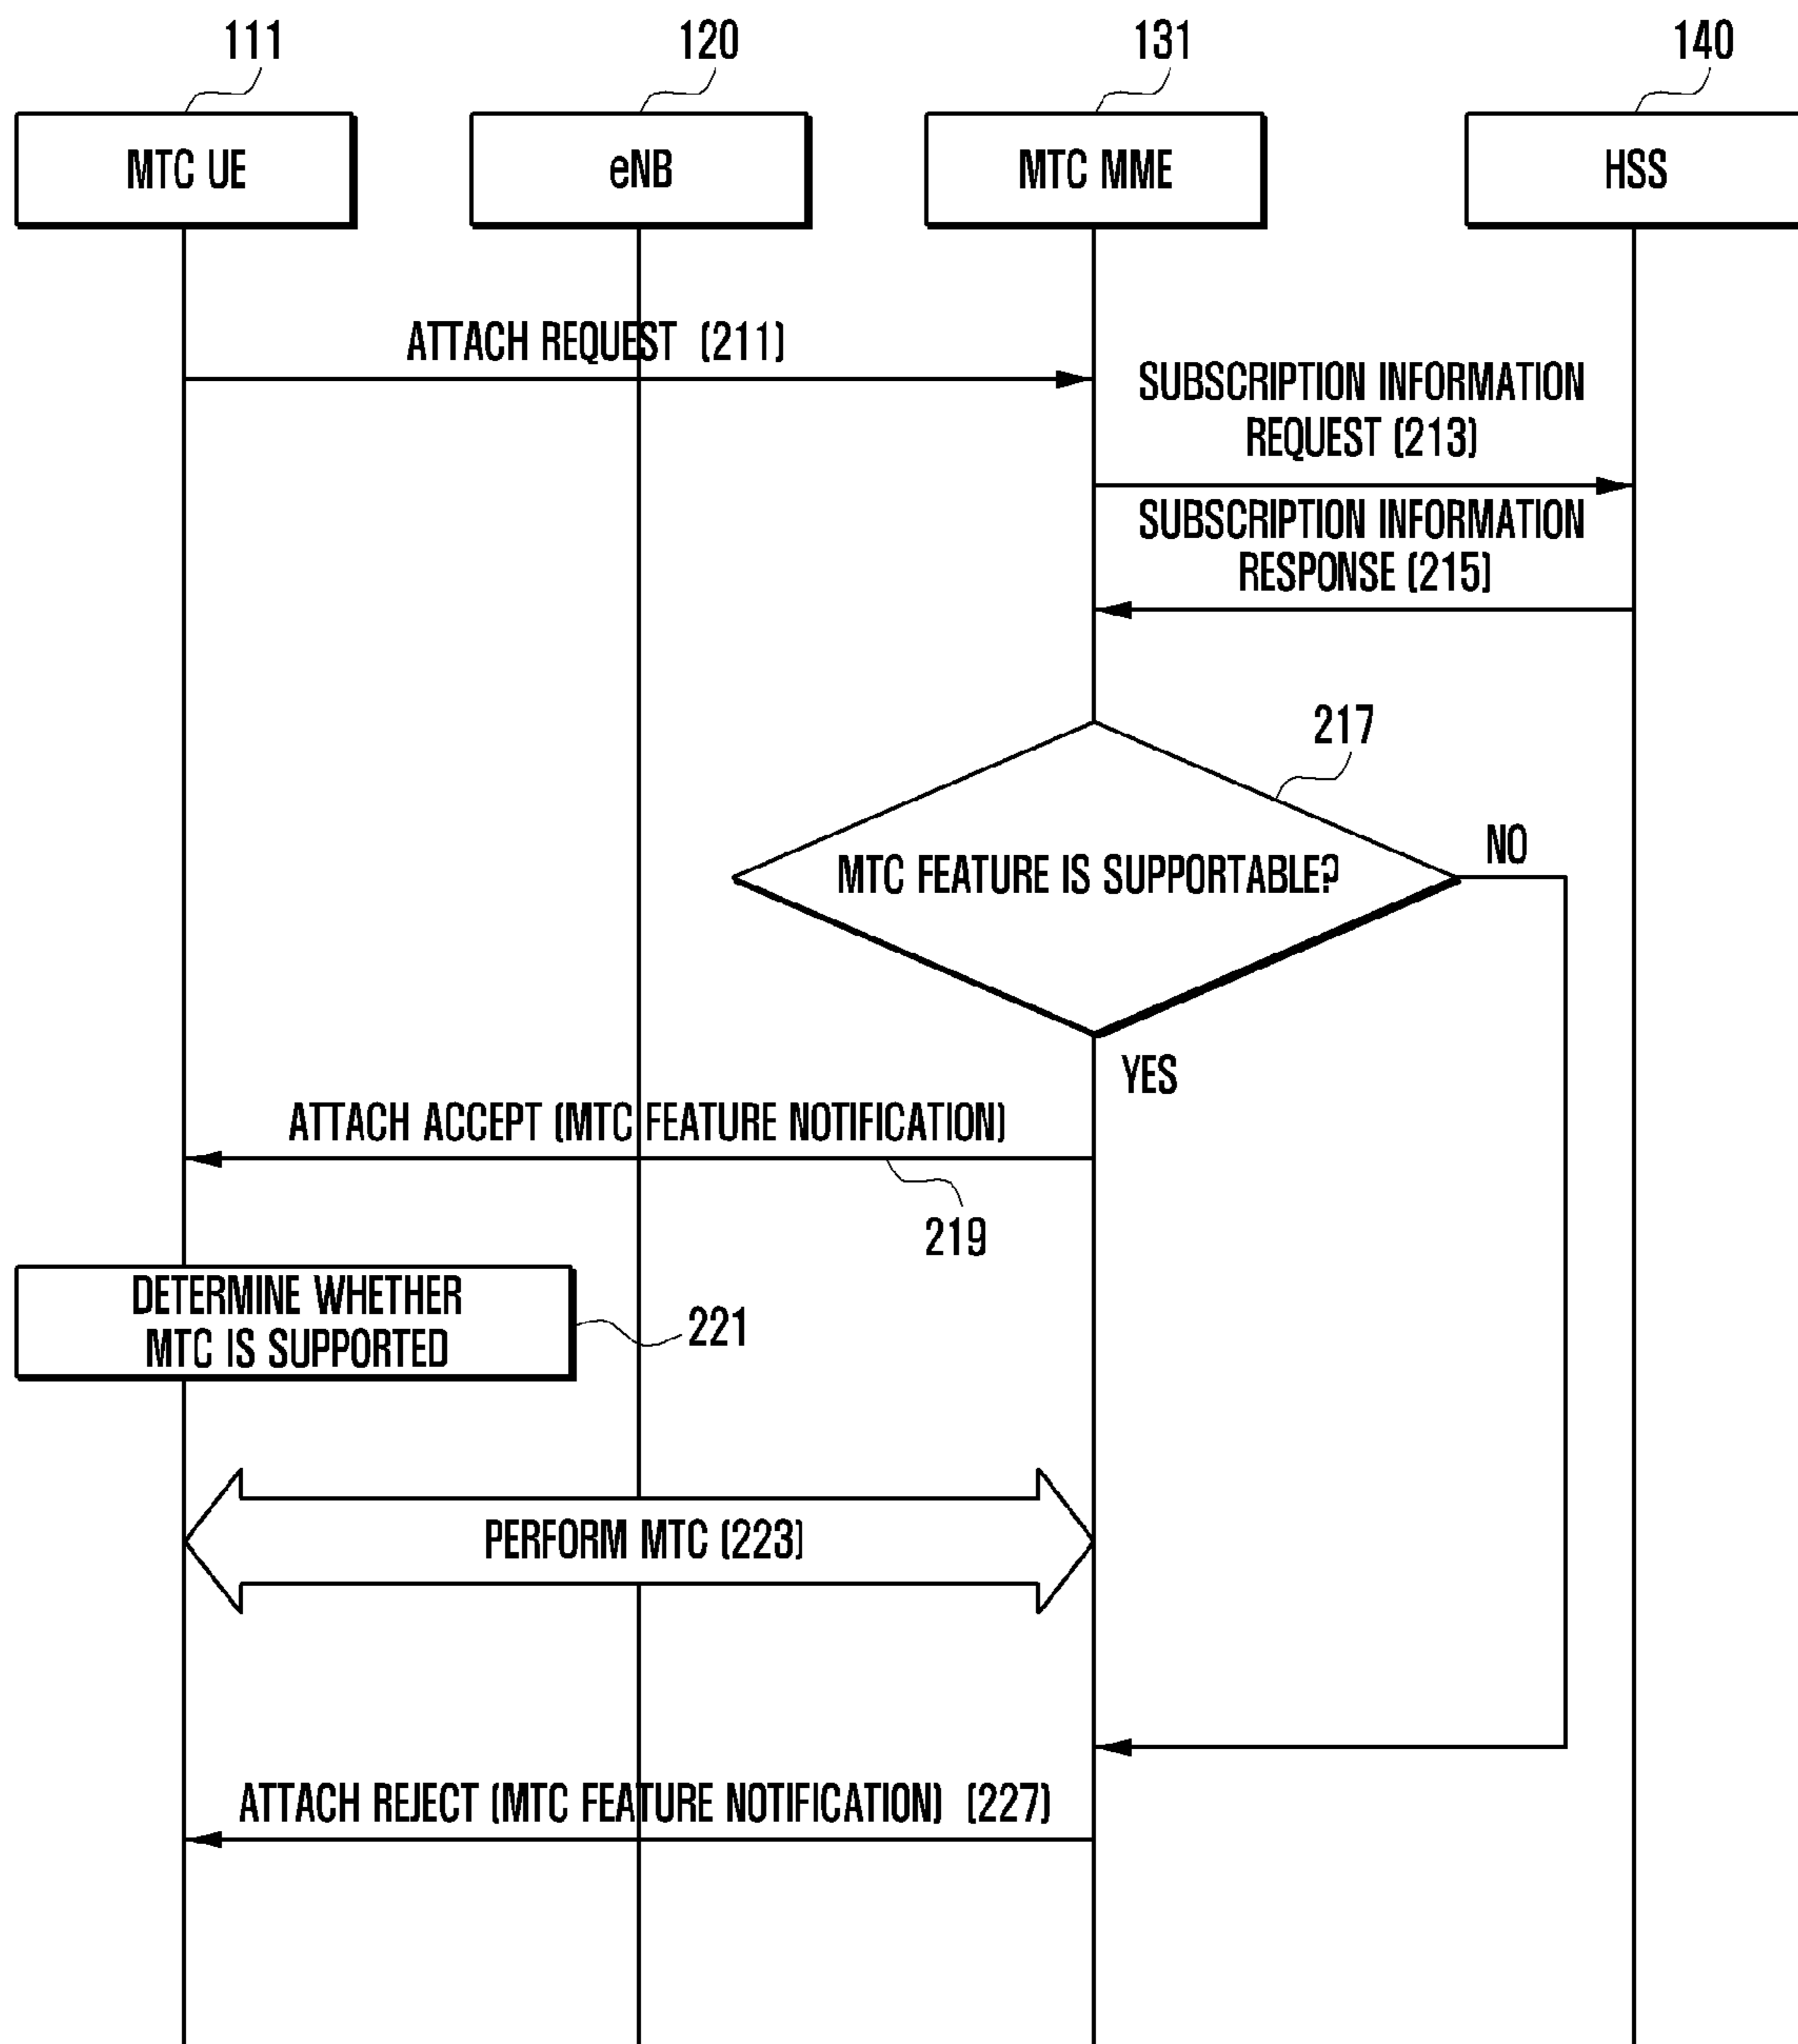 111
120
131
140
MTC UE
eNB
MTC MME
HSS
ATTACH REQUEST (211)
SUBSCRIPTION INFORMATION
REQUEST (213)
SUBSCRIPTION INFORMATION
RESPONSE (215)
217
NO
MTC FEATURE IS SUPPORTABLE?
YES
ATTACH ACCEPT (MTC FEATURE NOTIFICATION)
219
DETERMINE WHETHER
MTC IS SUPPORTED
221
PERFORM MTC (223)
ATTACH REJECT (MTC FEATURE NOTIFICATION) (227)